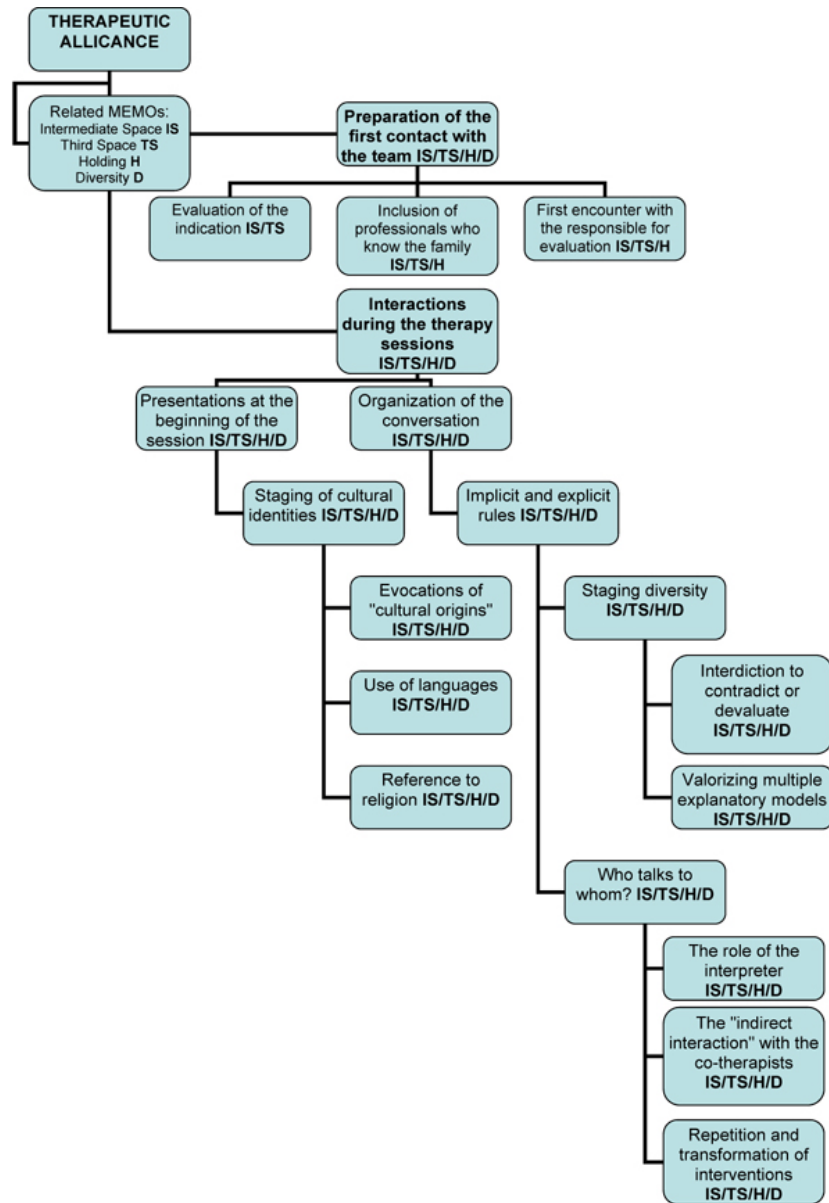 THERAPEUTIC
ALLICANCE
Related MEMOs:
Intermediate Space IS
Third Space TS
Holding H
Diversity D
Preparation of the
first contact with
the team IS/TS/H/D
Evaluation of the
indication IS/TS
Inclusion of
professionals who
know the family
IS/TS/H
First encounter with
the responsible for
evaluation IS/TS/H
Interactions
during the therapy
sessions
IS/TS/H/D
Presentations at the
beginning of the
session IS/TS/H/D
Organization of the
conversation
IS/TS/H/D
Staging of cultural
identities IS/TS/H/D
Implicit and explicit
rules IS/TS/H/D
Evocations of
"cultural origins"
IS/TS/H/D
Staging diversity
IS/TS/H/D
Use of languages
IS/TS/H/D
Interdiction to
contradict or
devaluate
IS/TS/H/D
Reference to
religion IS/TS/H/D
Valorizing multiple
explanatory models
IS/TS/H/D
Who talks to
whom? IS/TS/H/D
The role of the
interpreter
IS/TS/H/D
The "indirect
interaction" with the
co-therapists
IS/TS/H/D
Repetition and
transformation of
interventions
IS/TS/H/D